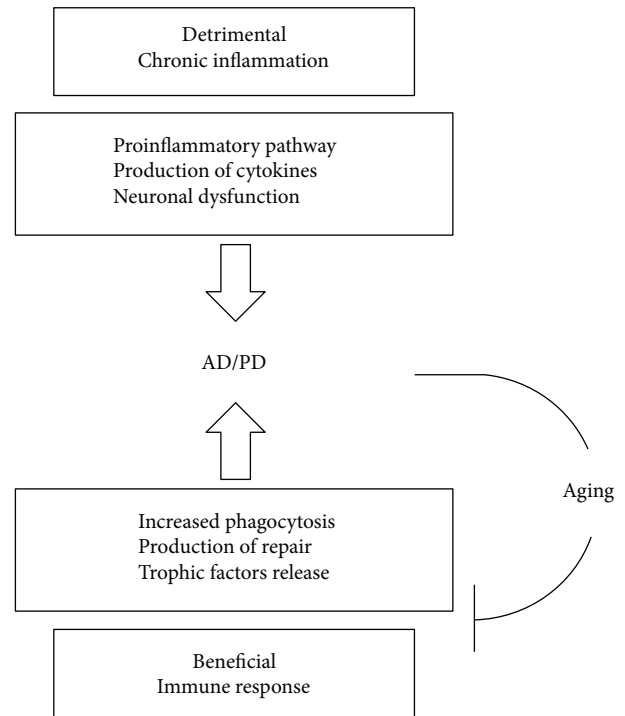 Detrimental
Chronic inflammation
Proinflammatory pathway
Production of cytokines
Neuronal dysfunction
AD/PD
Aging
Increased phagocytosis
Production of repair
Trophic factors release
Beneficial
Immune response